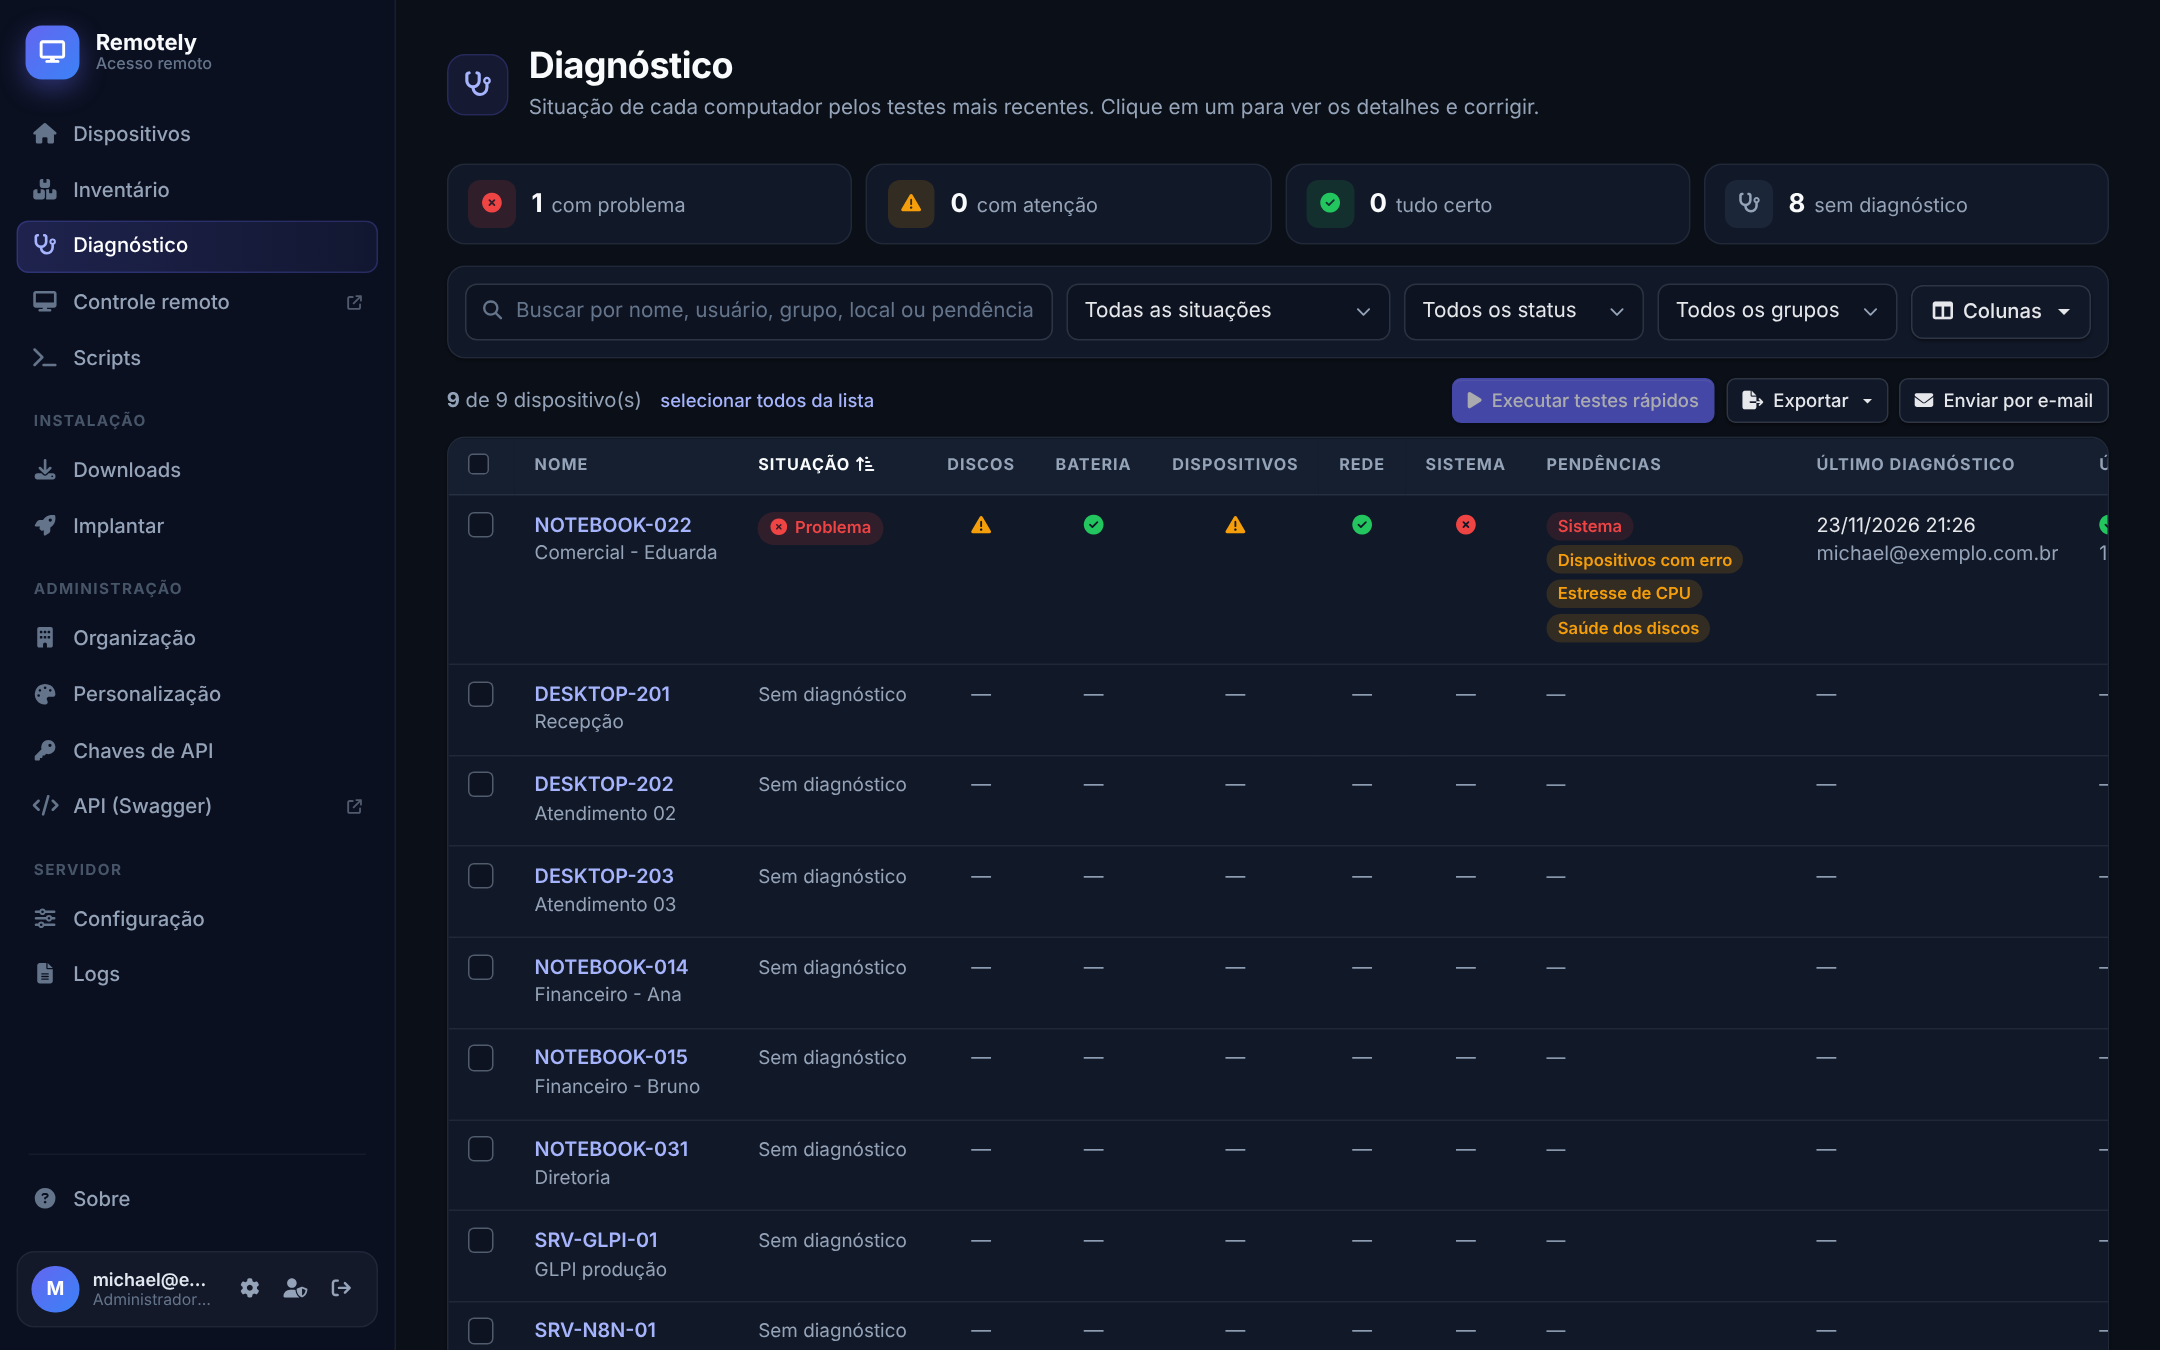 Remotely
Acesso remoto
Dispositivos
Inventário
Diagnóstico
Controle remoto
Scripts
INSTALAÇÃO
Downloads
Implantar
ADMINISTRAÇÃO
Organização
Personalização
Chaves de API
API (Swagger)
SERVIDOR
Configuração
Logs
Sobre
M
michael@e...
Administrador...
Diagnóstico
Situação de cada computador pelos testes mais recentes. Clique em um para ver os detalhes e corrigir.
1 com problema
0 com atenção
0 tudo certo
8 sem diagnóstico
Buscar por nome, usuário, grupo, local ou pendência
Todas as situações
Todos os status
Todos os grupos
Colunas
9 de 9 dispositivo(s) selecionar todos da lista
Executar testes rápidos
Exportar
Enviar por e-mail
NOME SITUAÇÃO DISCOS BATERIA DISPOSITIVOS REDE SISTEMA PENDÊNCIAS ÚLTIMO DIAGNÓSTICO Ú
NOTEBOOK-022 Problema Sistema 23/11/2026 21:26
Comercial - Eduarda Dispositivos com erro michael@exemplo.com.br 1
Estresse de CPU
Saúde dos discos
DESKTOP-201 Sem diagnóstico — — — — — — — —
Recepção
DESKTOP-202 Sem diagnóstico — — — — — — — —
Atendimento 02
DESKTOP-203 Sem diagnóstico — — — — — — — —
Atendimento 03
NOTEBOOK-014 Sem diagnóstico — — — — — — — —
Financeiro - Ana
NOTEBOOK-015 Sem diagnóstico — — — — — — — —
Financeiro - Bruno
NOTEBOOK-031 Sem diagnóstico — — — — — — — —
Diretoria
SRV-GLPI-01 Sem diagnóstico — — — — — — — —
GLPI produção
SRV-N8N-01 Sem diagnóstico — — — — — — — —